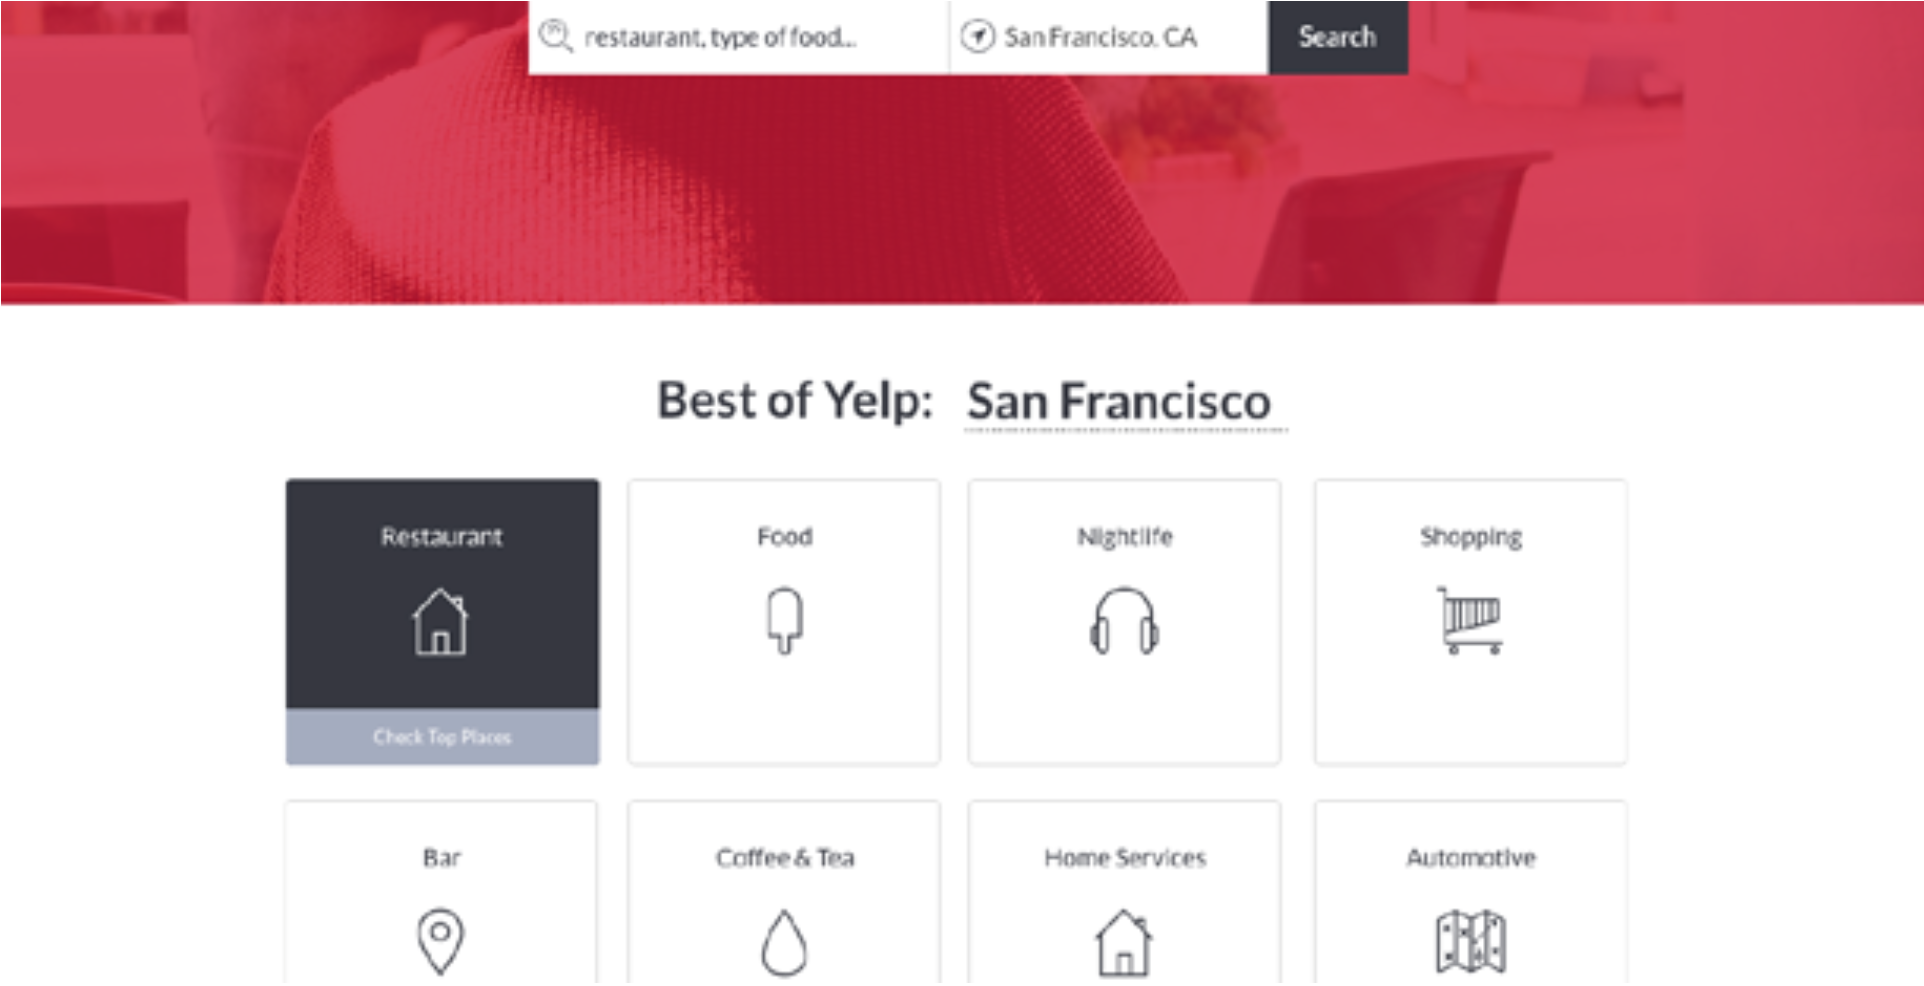 restaurant, type of food...
San Francisco, CA
Search
Best of Yelp: San Francisco
Restaurant
Food
Nightlife
Shopping
Check Top Places
Bar
Coffee & Tea
Home Services
Automotive